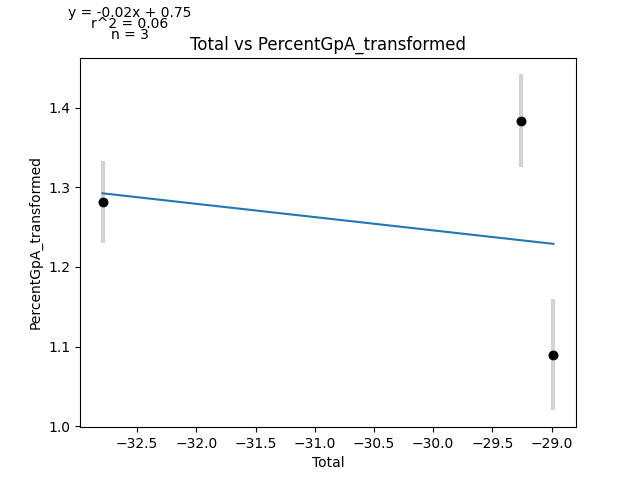 y = -0.02x + 0.75
r^2 = 0.06
n = 3
Total vs PercentGpA_transformed
PercentGpA_transformed
1.4
1.3
1.2
1.1
1.0
−32.5 −32.0 −31.5 −31.0 −30.5 −30.0 −29.5 −29.0
Total